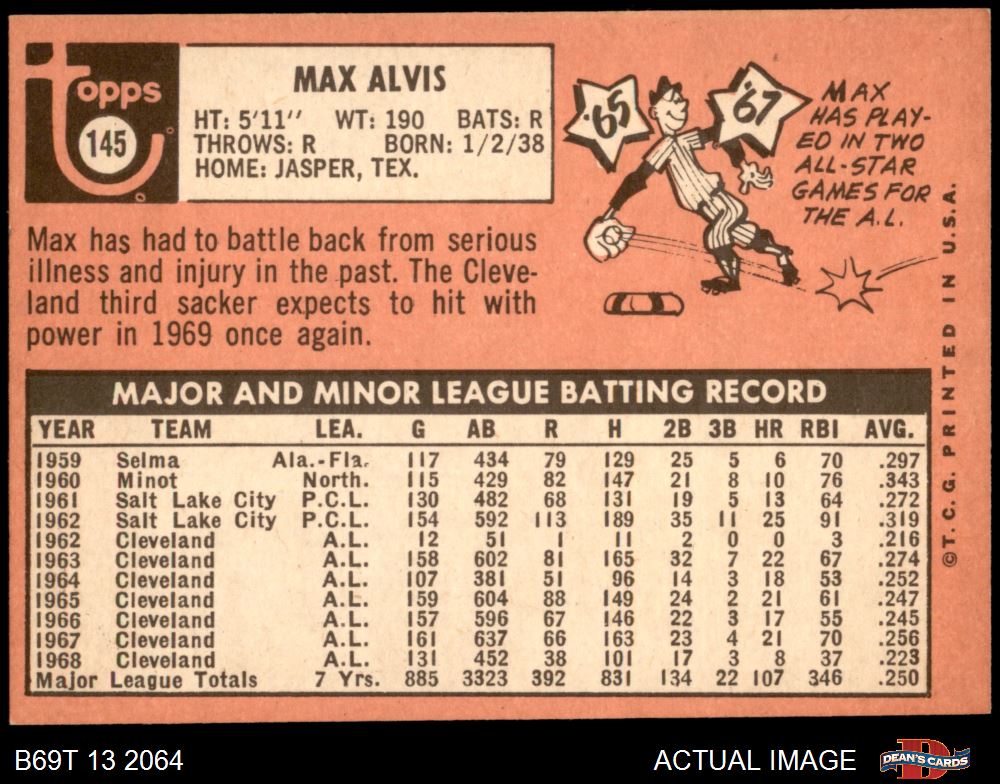 Topps
145
MAX ALVIS
HT: 5'11" WT: 190 BATS: R
THROWS: R BORN: 1/2/38
HOME: JASPER, TEX.
'65
'67
MAX
HAS PLAY-
ED IN TWO
ALL-STAR
GAMES FOR
THE A.L.
Max has had to battle back from serious
illness and injury in the past. The Cleve-
land third sacker expects to hit with
power in 1969 once again.
MAJOR AND MINOR LEAGUE BATTING RECORD
YEAR TEAM LEA. G AB R H 2B 3B HR RBI AVG.
1959 Selma Ala.-Fla. 117 434 79 129 25 5 6 70 .297
1960 Minot North. 115 429 82 147 21 8 10 76 .343
1961 Salt Lake City P.C.L. 130 482 68 131 19 5 13 64 .272
1962 Salt Lake City P.C.L. 154 592 113 189 35 11 25 91 .319
1962 Cleveland A.L. 12 51 1 11 2 0 0 3 .216
1963 Cleveland A.L. 158 602 81 165 32 7 22 67 .274
1964 Cleveland A.L. 107 381 51 96 14 3 18 53 .252
1965 Cleveland A.L. 159 604 88 149 24 2 21 61 .247
1966 Cleveland A.L. 157 596 67 146 22 3 17 55 .245
1967 Cleveland A.L. 161 637 66 163 23 4 21 70 .256
1968 Cleveland A.L. 131 452 38 101 17 3 8 37 .223
Major League Totals 7 Yrs. 885 3323 392 831 134 22 107 346 .250
©T.C.G. PRINTED IN U.S.A.
B69T 13 2064
ACTUAL IMAGE
D
DEAN'S CARDS